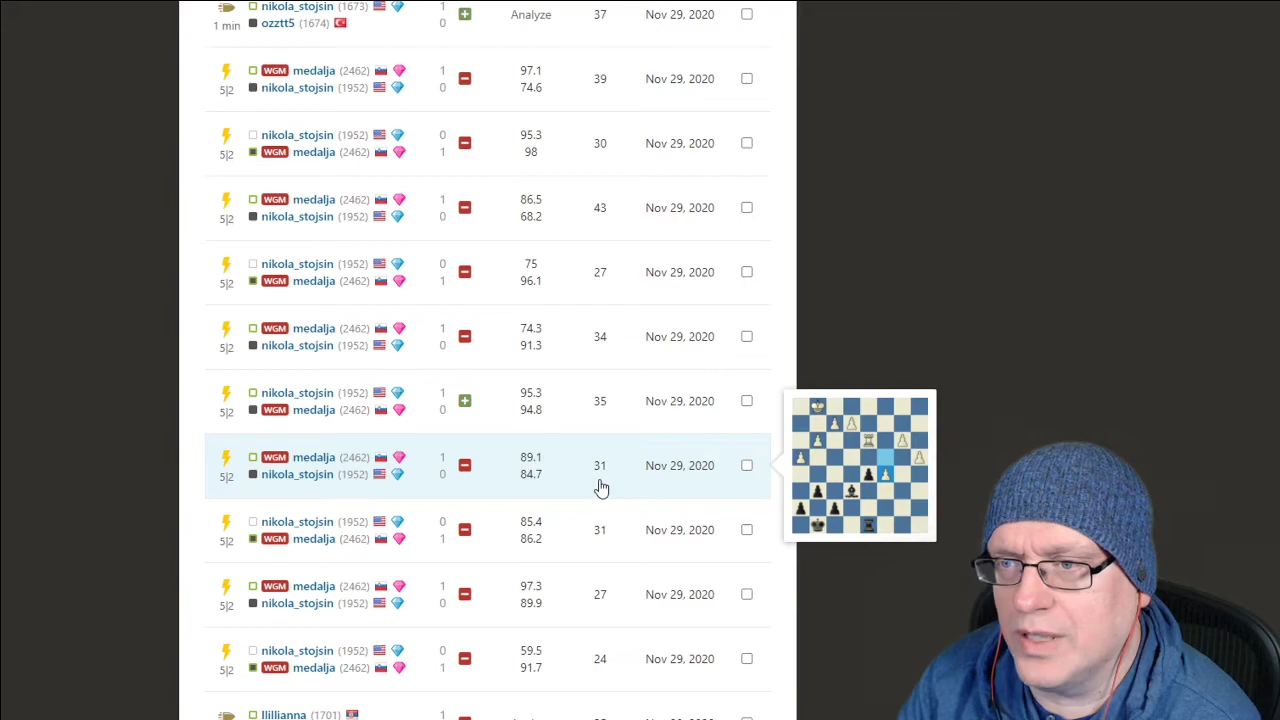 nikola_stojsin (1673) 1 Analyze 37 Nov 29, 2020
1 min ozztt5 (1674) 0
WGM medalja (2462) 1 97.1 39 Nov 29, 2020
5|2 nikola_stojsin (1952) 0 74.6
nikola_stojsin (1952) 0 95.3 30 Nov 29, 2020
5|2 WGM medalja (2462) 1 98
WGM medalja (2462) 1 86.5 43 Nov 29, 2020
5|2 nikola_stojsin (1952) 0 68.2
nikola_stojsin (1952) 0 75 27 Nov 29, 2020
5|2 WGM medalja (2462) 1 96.1
WGM medalja (2462) 1 74.3 34 Nov 29, 2020
5|2 nikola_stojsin (1952) 0 91.3
nikola_stojsin (1952) 1 95.3 35 Nov 29, 2020
5|2 WGM medalja (2462) 0 94.8
WGM medalja (2462) 1 89.1 31 Nov 29, 2020
5|2 nikola_stojsin (1952) 0 84.7
nikola_stojsin (1952) 0 85.4 31 Nov 29, 2020
5|2 WGM medalja (2462) 1 86.2
WGM medalja (2462) 1 97.3 27 Nov 29, 2020
5|2 nikola_stojsin (1952) 0 89.9
nikola_stojsin (1952) 0 59.5 24 Nov 29, 2020
5|2 WGM medalja (2462) 1 91.7
llillianna (1701) 1